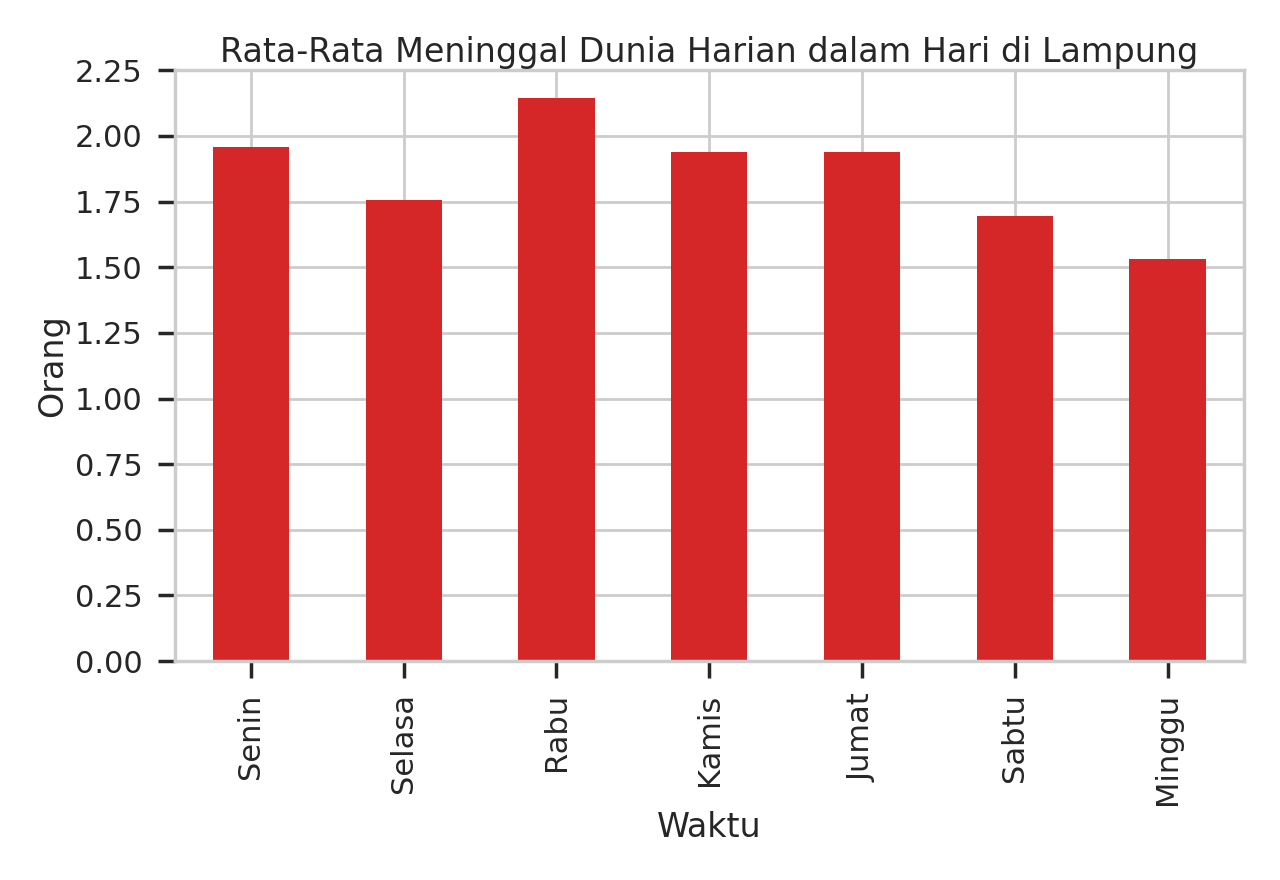 Rata-Rata Meninggal Dunia Harian dalam Hari di Lampung
2.25
2.00
1.75
1.50
1.25
1.00
0.75
0.50
0.25
0.00
Orang
Senin
Selasa
Rabu
Kamis
Jumat
Sabtu
Minggu
Waktu